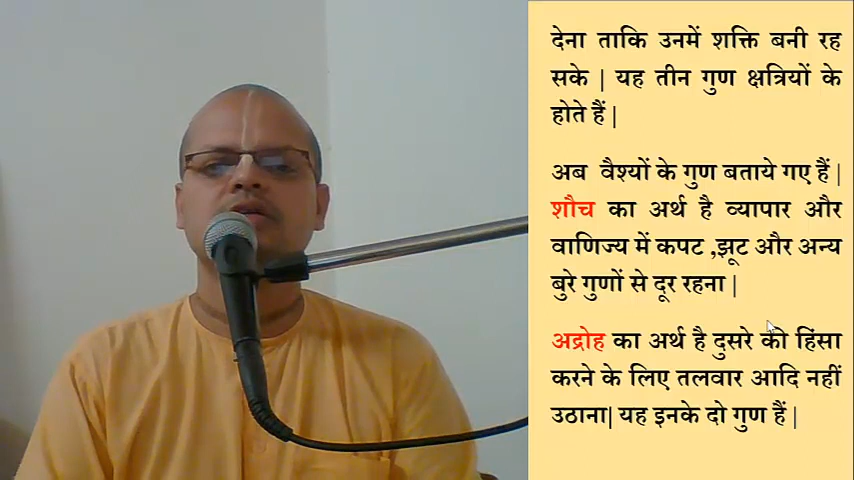 देना ताकि उनमें शक्ति बनी रह
सके | यह तीन गुण क्षत्रियों के
होते हैं |
अब वैश्यों के गुण बताये गए हैं |
शौच का अर्थ है व्यापार और
वाणिज्य में कपट ,झूट और अन्य
बुरे गुणों से दूर रहना |
अद्रोह का अर्थ है दुसरे की हिंसा
करने के लिए तलवार आदि नहीं
उठाना| यह इनके दो गुण हैं |